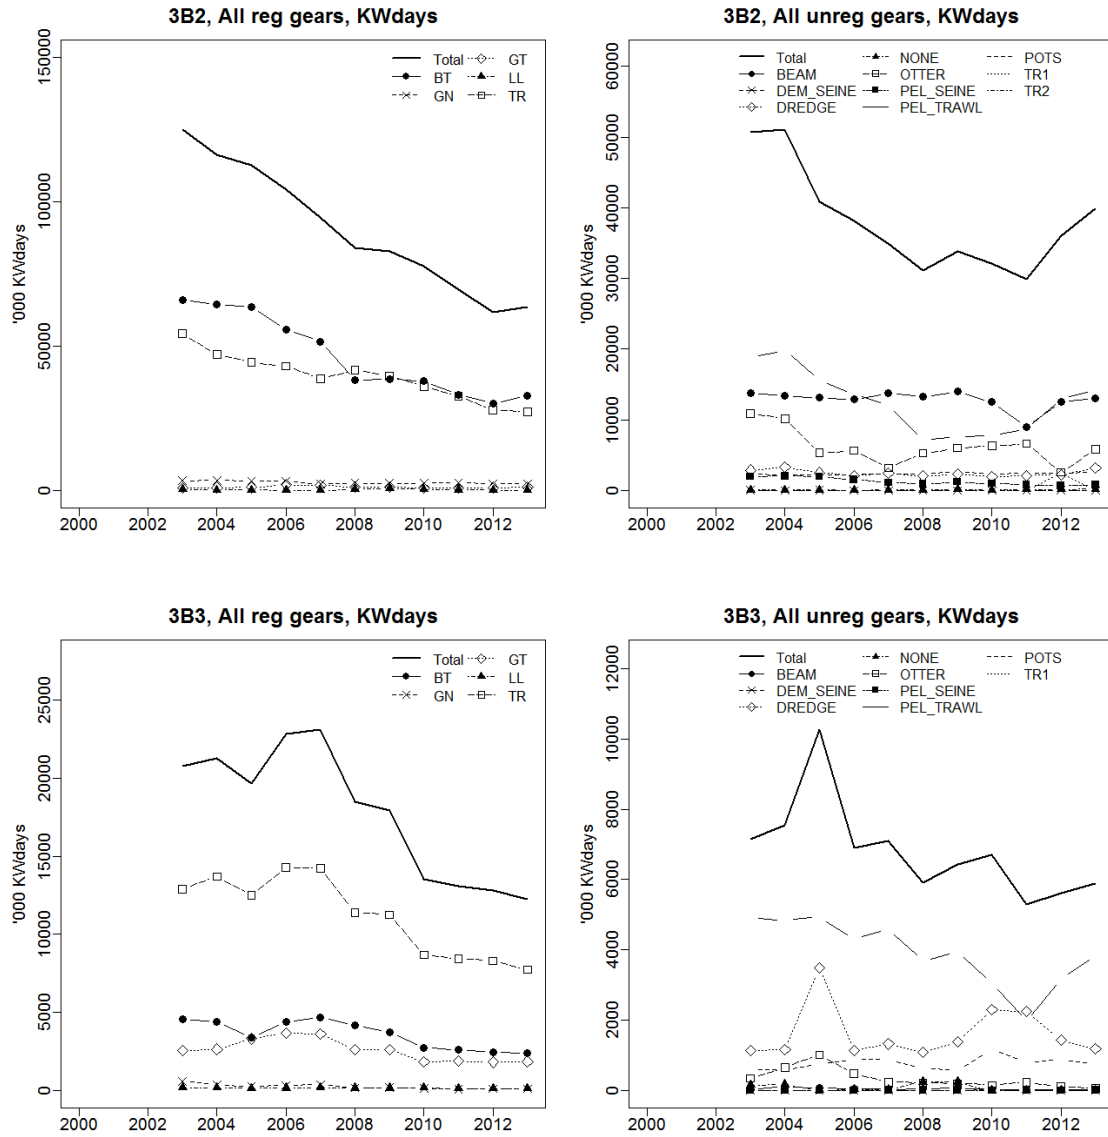 3B2, All reg gears, KWdays
'000 KWdays
150000
100000
50000
0
Total GT
BT LL
GN TR
2000 2002 2004 2006 2008 2010 2012
3B2, All unreg gears, KWdays
'000 KWdays
60000
50000
40000
30000
20000
10000
0
Total NONE POTS
BEAM OTTER TR1
DEM_SEINE PEL_SEINE TR2
DREDGE PEL_TRAWL
2000 2002 2004 2006 2008 2010 2012
3B3, All reg gears, KWdays
'000 KWdays
25000
20000
15000
10000
5000
0
Total GT
BT LL
GN TR
2000 2002 2004 2006 2008 2010 2012
3B3, All unreg gears, KWdays
'000 KWdays
12000
10000
8000
6000
4000
2000
0
Total NONE POTS
BEAM OTTER TR1
DEM_SEINE PEL_SEINE
DREDGE PEL_TRAWL
2000 2002 2004 2006 2008 2010 2012